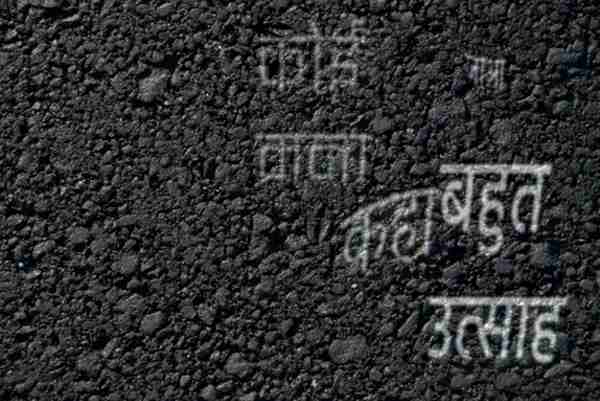 कोई
वाला
कहा
बहुत
उत्साह